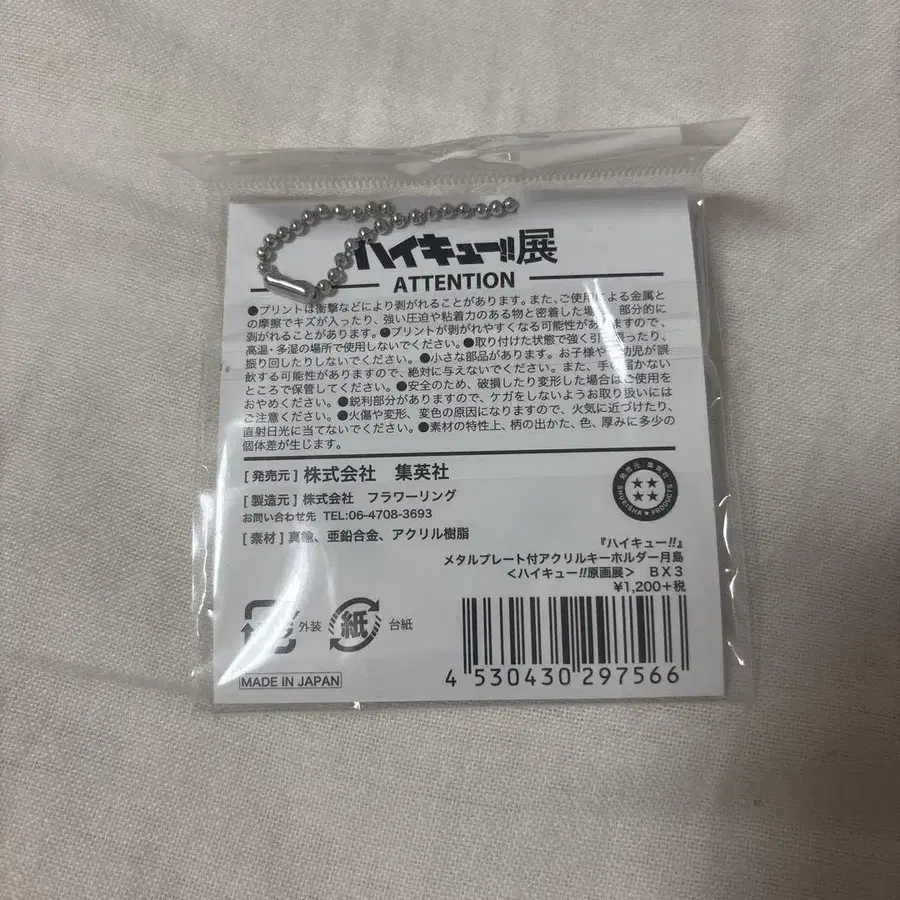 ハイキュー!!展
ATTENTION
●プリントは衝撃などにより剥がれることがあります。また、ご使用による金属と
の摩擦でキズが入ったり、強い圧迫や粘着力のある物と密着した場合、部分的に
剥がれることがあります。●プリントが剥がれやすくなる可能性がありますので、
高温・多湿の場所で使用しないでください。●取り付けた状態で強く引っ張ったり、
振り回したりしないでください。●小さな部品があります。お子様や乳幼児が誤
飲する可能性がありますので、絶対に与えないでください。また、手の届かない
ところで保管してください。●安全のため、破損したり変形した場合はご使用を
おやめください。●鋭利部分がありますので、ケガをしないようお取り扱いには
ご注意ください。●火傷や変形、変色の原因になりますので、火気に近づけたり、
直射日光に当てないでください。●素材の特性上、柄の出かた、色、厚みに多少の
個体差が生じます。
[発売元] 株式会社 集英社
[製造元] 株式会社 フラワーリング
お問い合わせ先 TEL:06-4708-3693
[素材] 真鍮、亜鉛合金、アクリル樹脂
発売元 集英社
SHUEISHA★PRODUCTS
『ハイキュー!!』
メタルプレート付アクリルキーホルダー月島
<ハイキュー!!原画展> BX3
¥1,200+税
外装
紙 台紙
MADE IN JAPAN
4 530430 297566